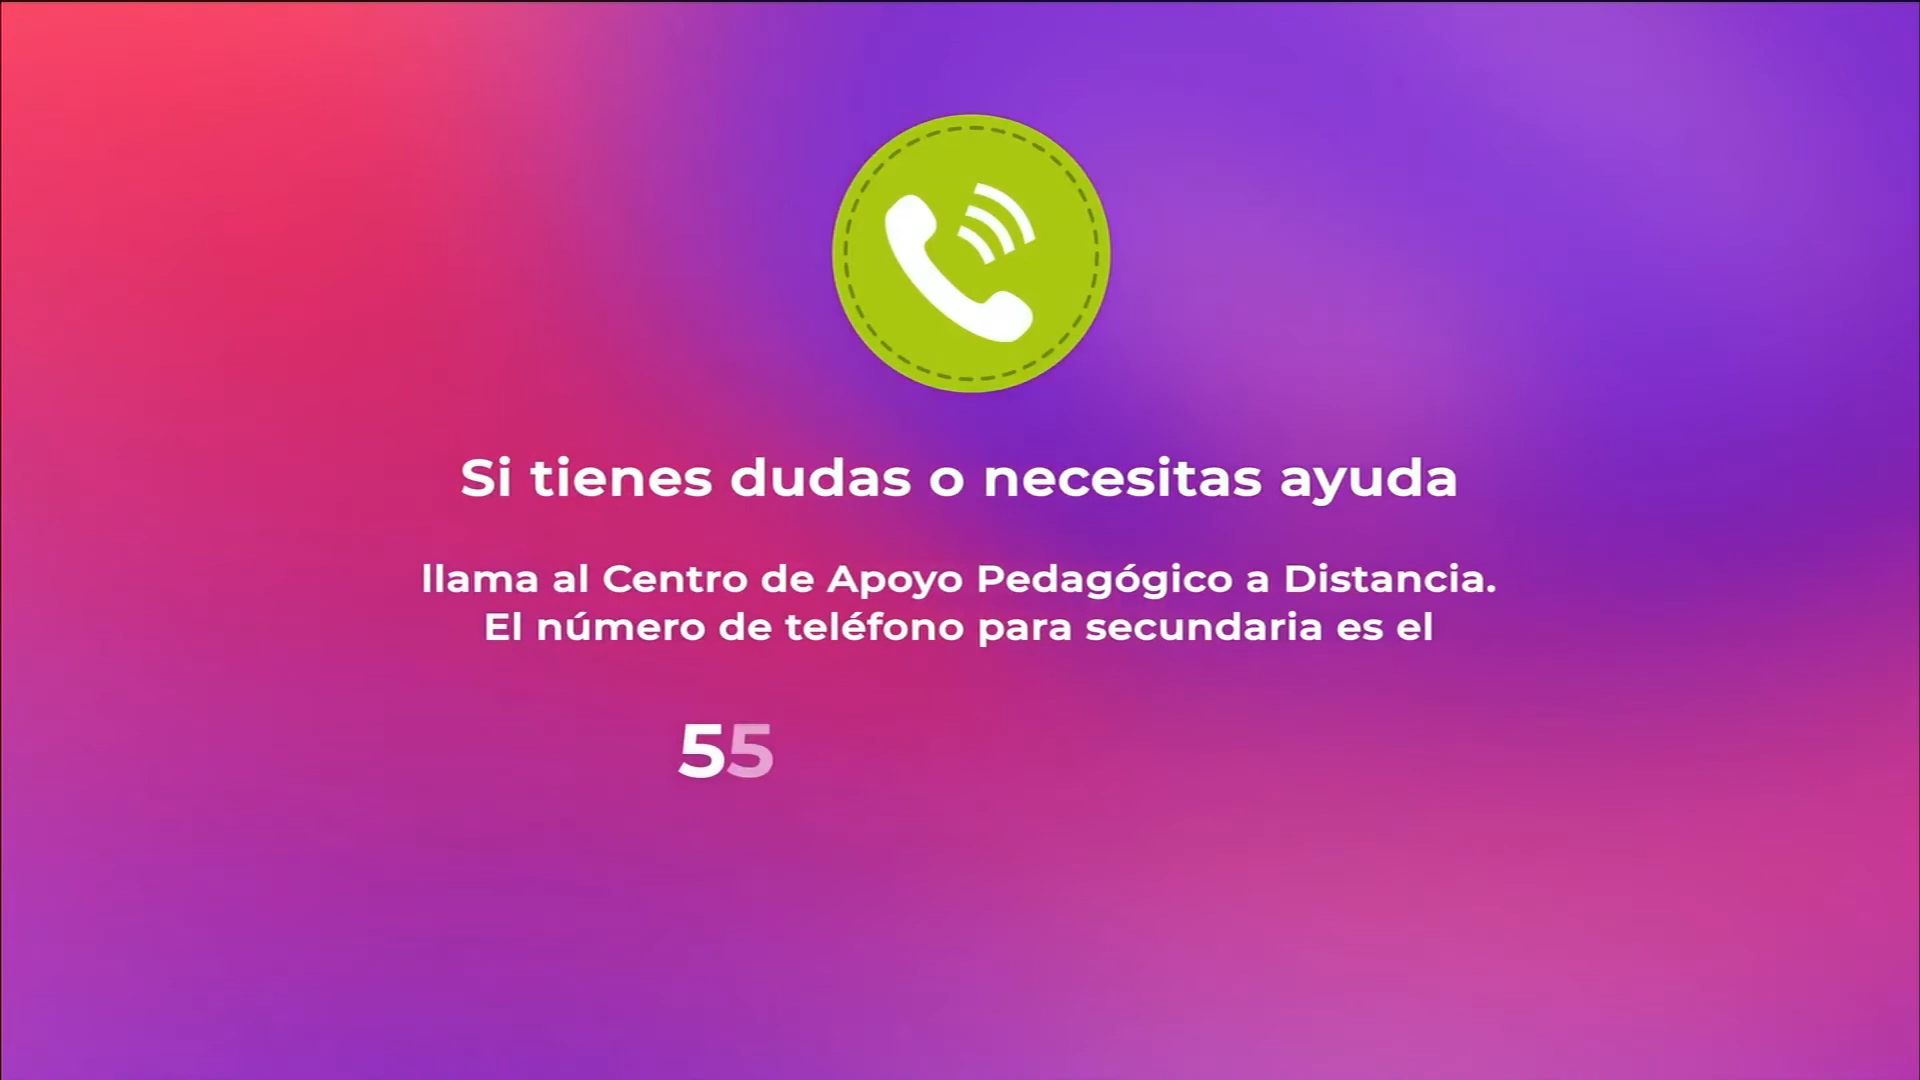 Si tienes dudas o necesitas ayuda
llama al Centro de Apoyo Pedagógico a Distancia.
El número de teléfono para secundaria es el
55